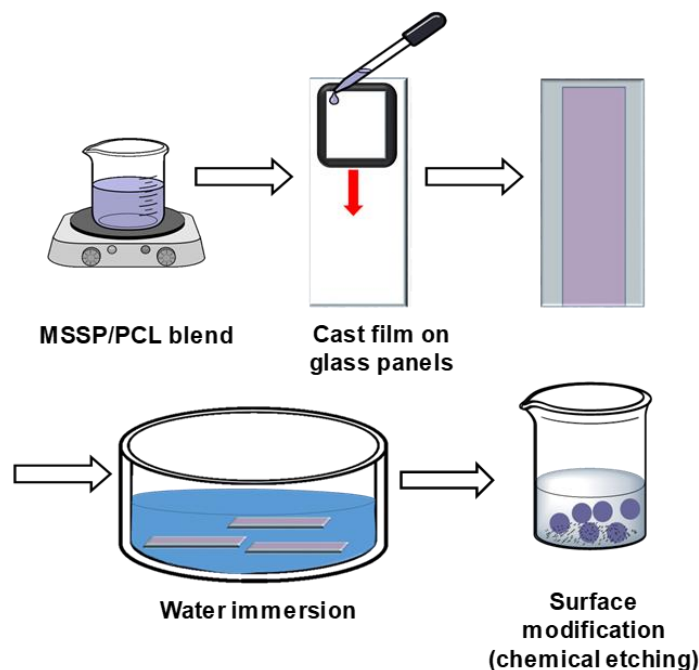 MSSP/PCL blend
Cast film on
glass panels
Water immersion
Surface
modification
(chemical etching)